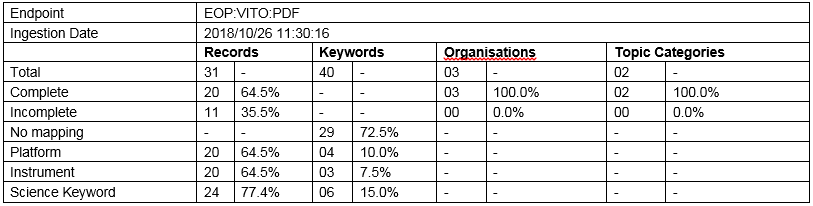 Endpoint EOP:VITO:PDF
Ingestion Date 2018/10/26 11:30:16
Records Keywords Organisations Topic Categories
Total 31 - 40 - 03 - 02 -
Complete 20 64.5% - - 03 100.0% 02 100.0%
Incomplete 11 35.5% - - 00 0.0% 00 0.0%
No mapping - - 29 72.5% - - - -
Platform 20 64.5% 04 10.0% - - - -
Instrument 20 64.5% 03 7.5% - - - -
Science Keyword 24 77.4% 06 15.0% - - - -